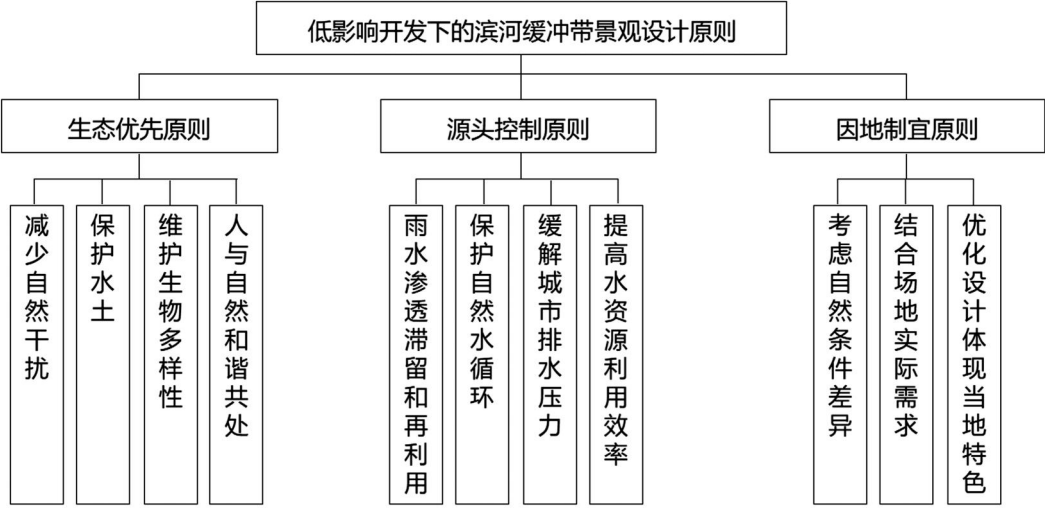 低影响开发下的滨河缓冲带景观设计原则
生态优先原则
源头控制原则
因地制宜原则
减少自然干扰
保护水土
维护生物多样性
人与自然和谐共处
雨水渗透滞留和再利用
保护自然水循环
缓解城市排水压力
提高水资源利用效率
考虑自然条件差异
结合场地实际需求
优化设计体现当地特色